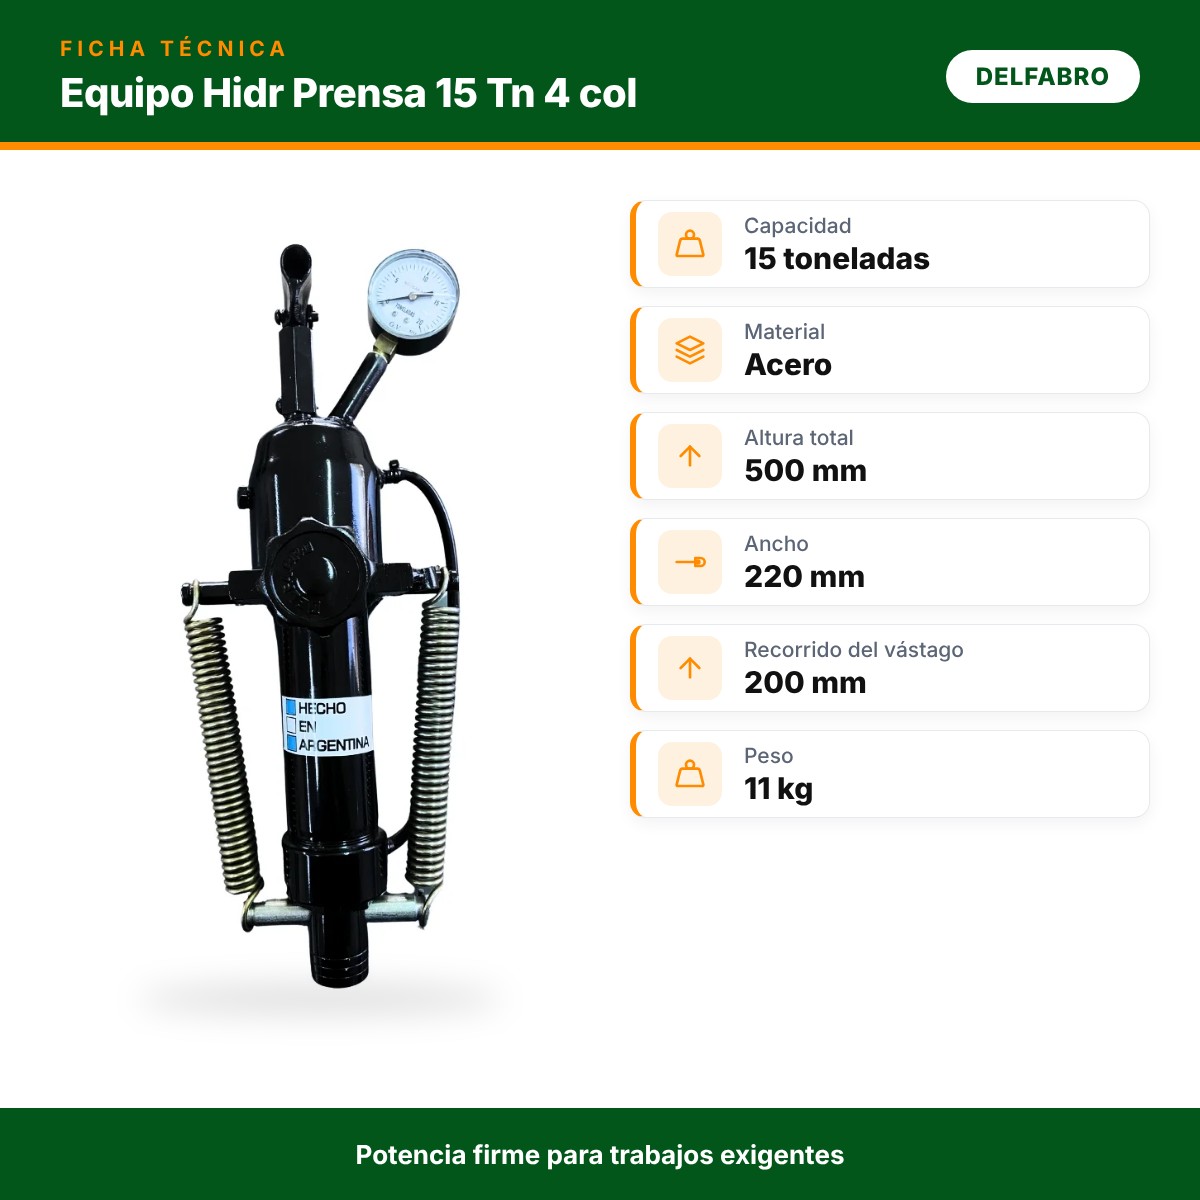 FICHA TÉCNICA
Equipo Hidr Prensa 15 Tn 4 col
DELFABRO
Capacidad
15 toneladas
Material
Acero
Altura total
500 mm
Ancho
220 mm
Recorrido del vástago
200 mm
Peso
11 kg
HECHO
EN
ARGENTINA
Potencia firme para trabajos exigentes